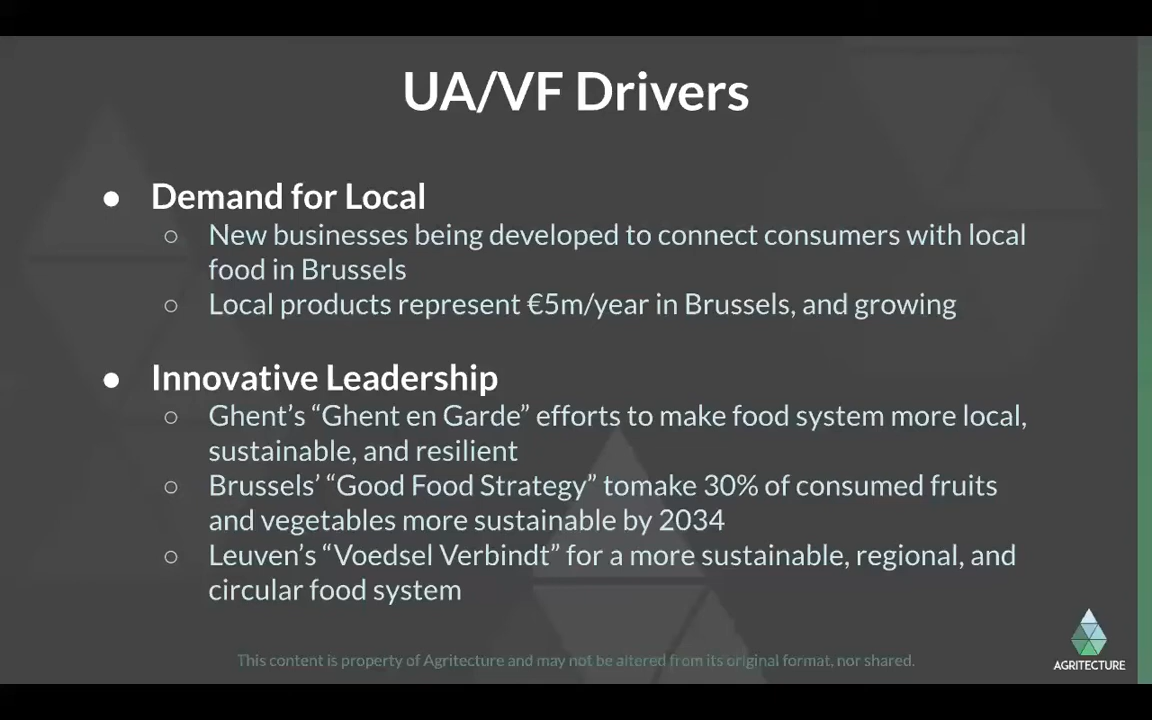 UA/VF Drivers
● Demand for Local
○ New businesses being developed to connect consumers with local
food in Brussels
○ Local products represent €5m/year in Brussels, and growing
● Innovative Leadership
○ Ghent’s “Ghent en Garde” efforts to make food system more local,
sustainable, and resilient
○ Brussels’ “Good Food Strategy” tomake 30% of consumed fruits
and vegetables more sustainable by 2034
○ Leuven’s “Voedsel Verbindt” for a more sustainable, regional, and
circular food system
This content is property of Agritecture and may not be altered from its original format, nor shared.
AGRITECTURE